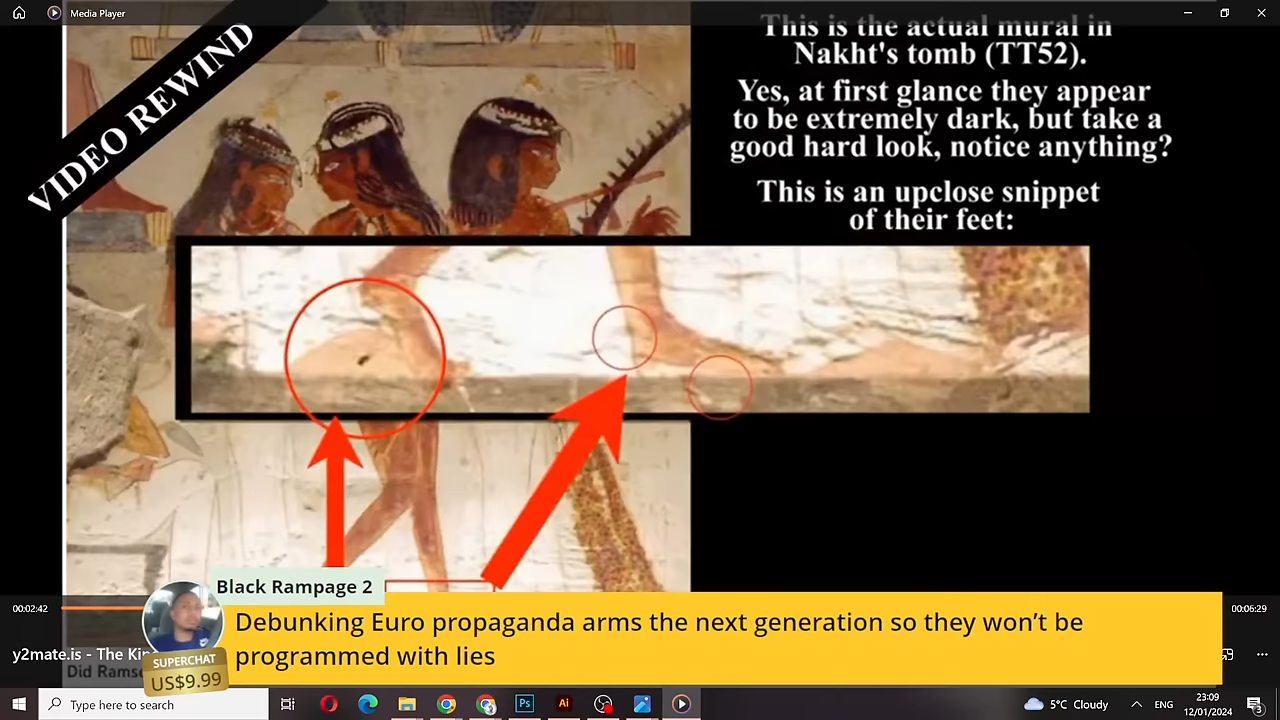 Media Player
VIDEO REWIND
This is the actual mural in
Nakht's tomb (TT52).
Yes, at first glance they appear
to be extremely dark, but take a
good hard look, notice anything?
This is an upclose snippet
of their feet:
00:02:42
00:06:29
Black Rampage 2
Debunking Euro propaganda arms the next generation so they won't be
programmed with lies
SUPERCHAT
US$9.99
y2mate.is - The Kin
Did Rams
Type here to search
Ps
Ai
5°C Cloudy
ENG
23:09
12/01/2024
3